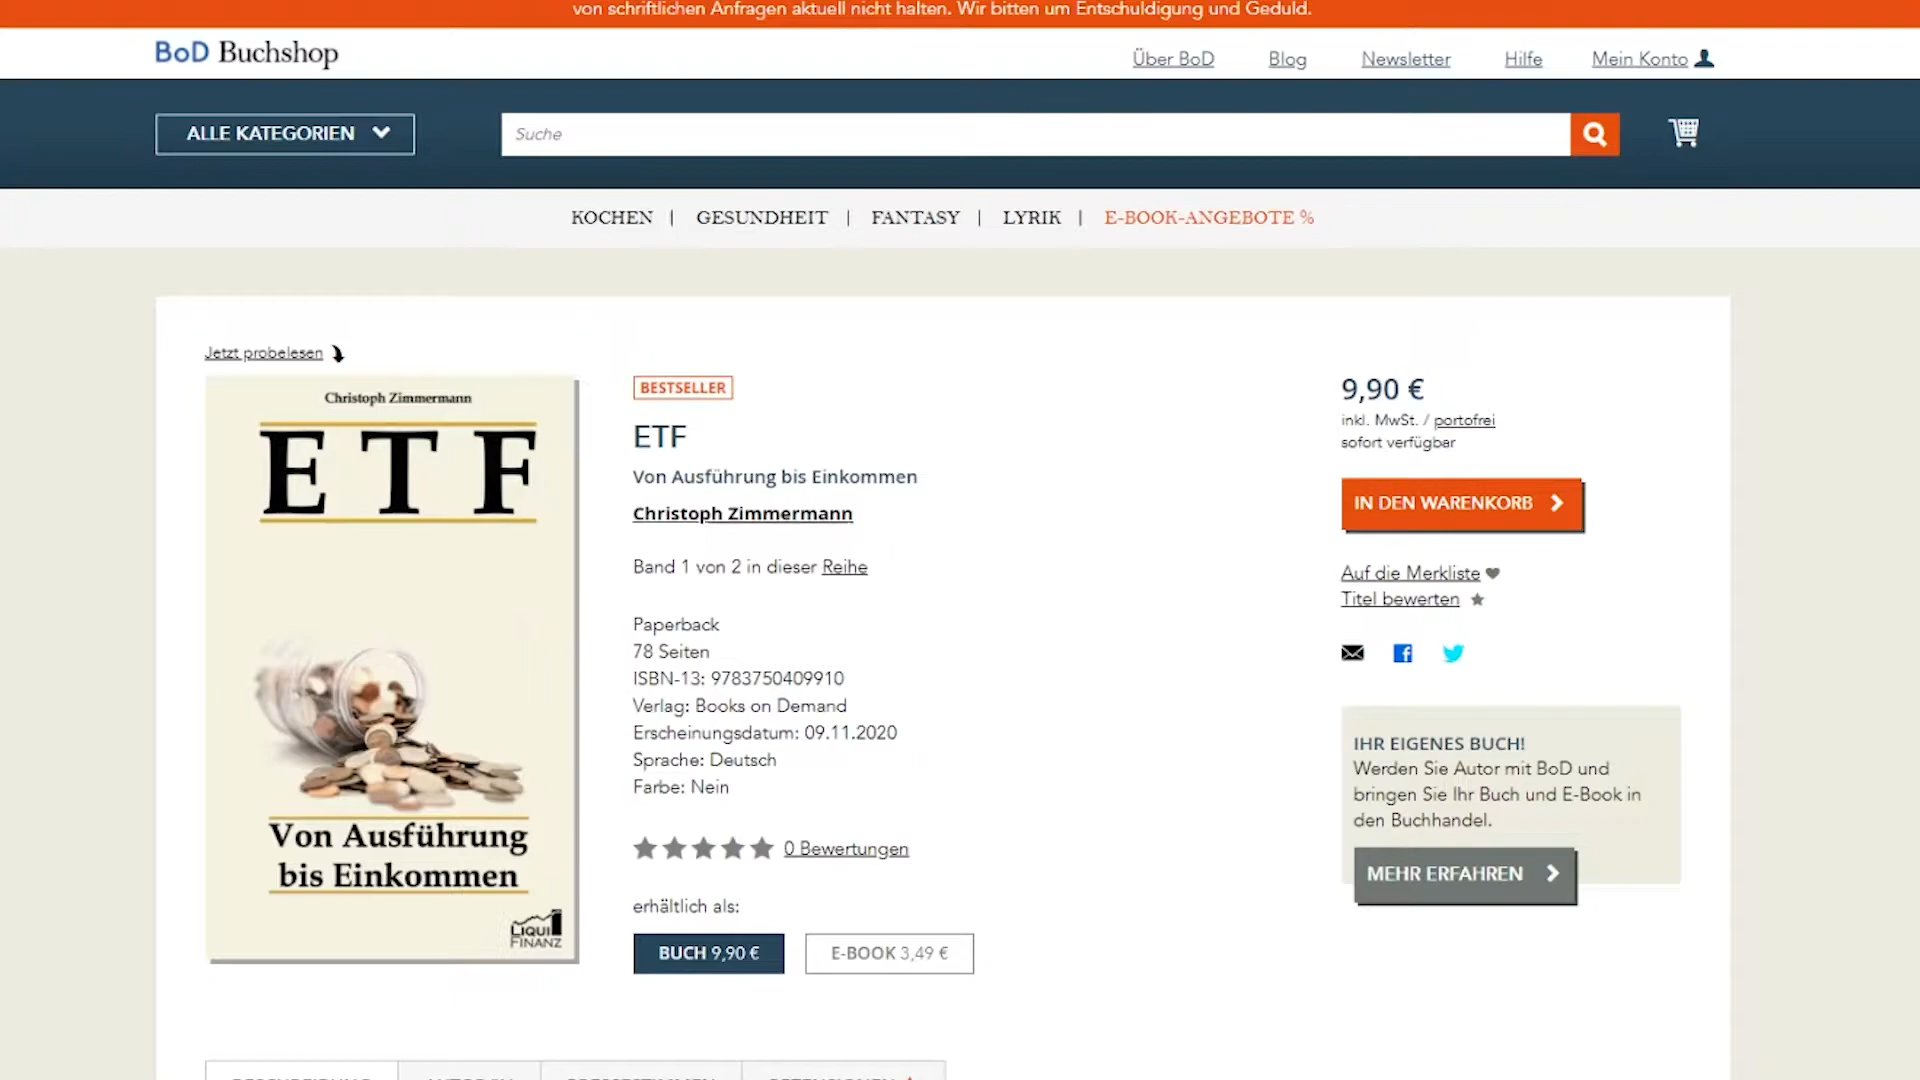 von schriftlichen Anfragen aktuell nicht halten. Wir bitten um Entschuldigung und Geduld.
BoD Buchshop
Über BoD
Blog
Newsletter
Hilfe
Mein Konto
ALLE KATEGORIEN
Suche
KOCHEN | GESUNDHEIT | FANTASY | LYRIK | E-BOOK-ANGEBOTE %
Jetzt probelesen
Christoph Zimmermann
ETF
Von Ausführung
bis Einkommen
LIQUI
FINANZ
BESTSELLER
ETF
Von Ausführung bis Einkommen
Christoph Zimmermann
Band 1 von 2 in dieser Reihe
Paperback
78 Seiten
ISBN-13: 9783750409910
Verlag: Books on Demand
Erscheinungsdatum: 09.11.2020
Sprache: Deutsch
Farbe: Nein
0 Bewertungen
erhältlich als:
BUCH 9,90 €
E-BOOK 3,49 €
9,90 €
inkl. MwSt. / portofrei
sofort verfügbar
IN DEN WARENKORB
Auf die Merkliste
Titel bewerten
IHR EIGENES BUCH!
Werden Sie Autor mit BoD und
bringen Sie Ihr Buch und E-Book in
den Buchhandel.
MEHR ERFAHREN